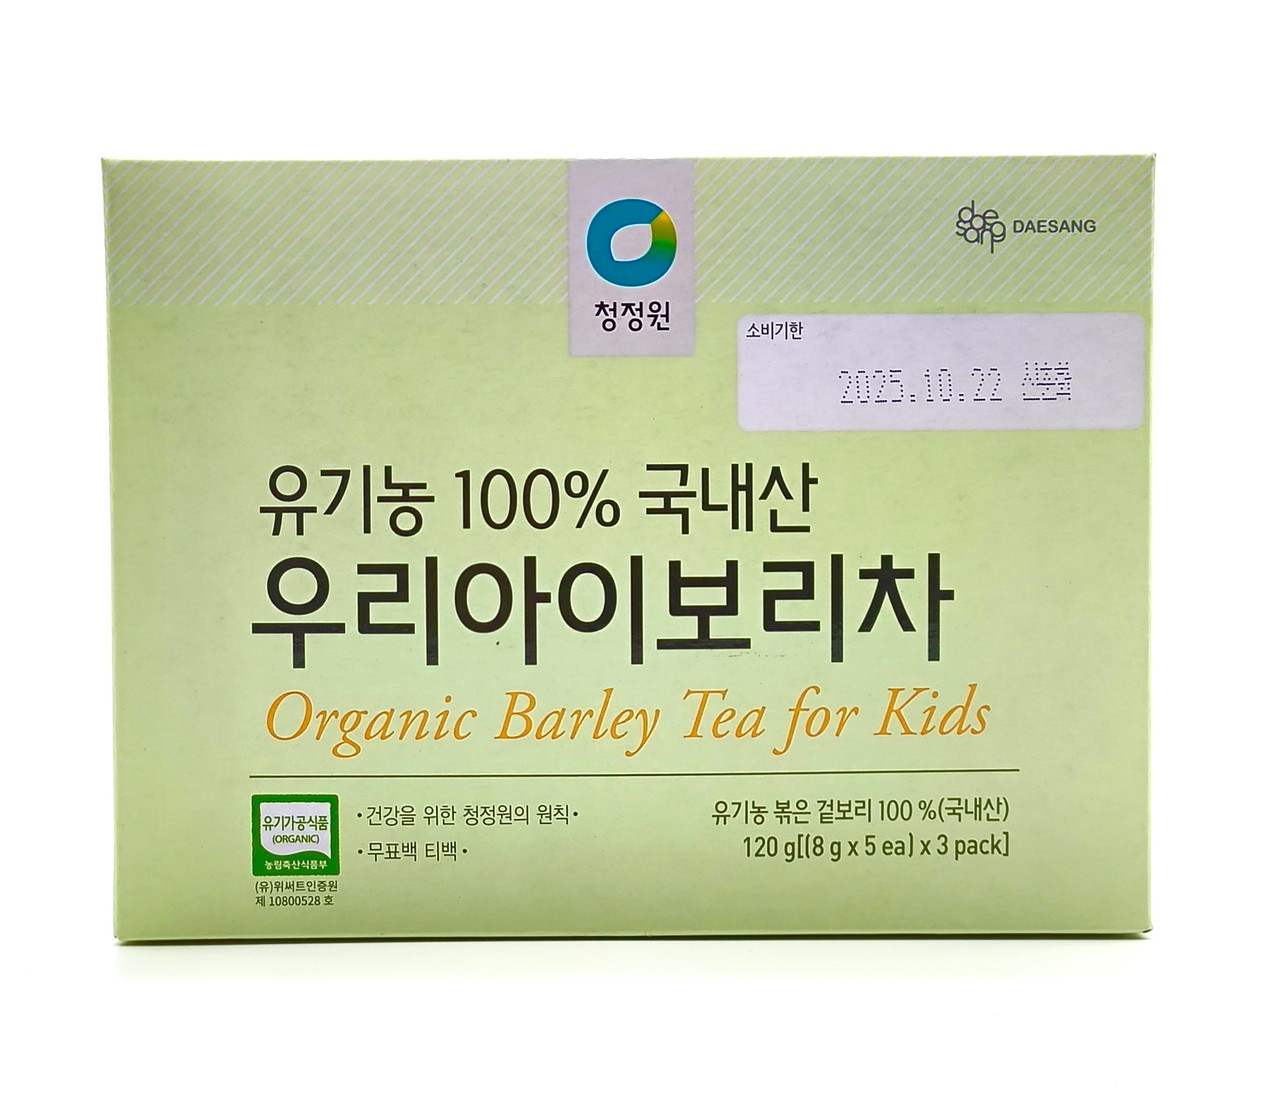 청정원
daesang DAESANG
소비기한
2025.10.22
유기농 100% 국내산
우리아이보리차
Organic Barley Tea for Kids
유기가공식품
(ORGANIC)
농림축산식품부
(유)위써트인증원
제 10800528 호
•건강을 위한 청정원의 원칙•
•무표백 티백•
유기농 볶은 겉보리 100 %(국내산)
120 g[(8 g x 5 ea) x 3 pack]